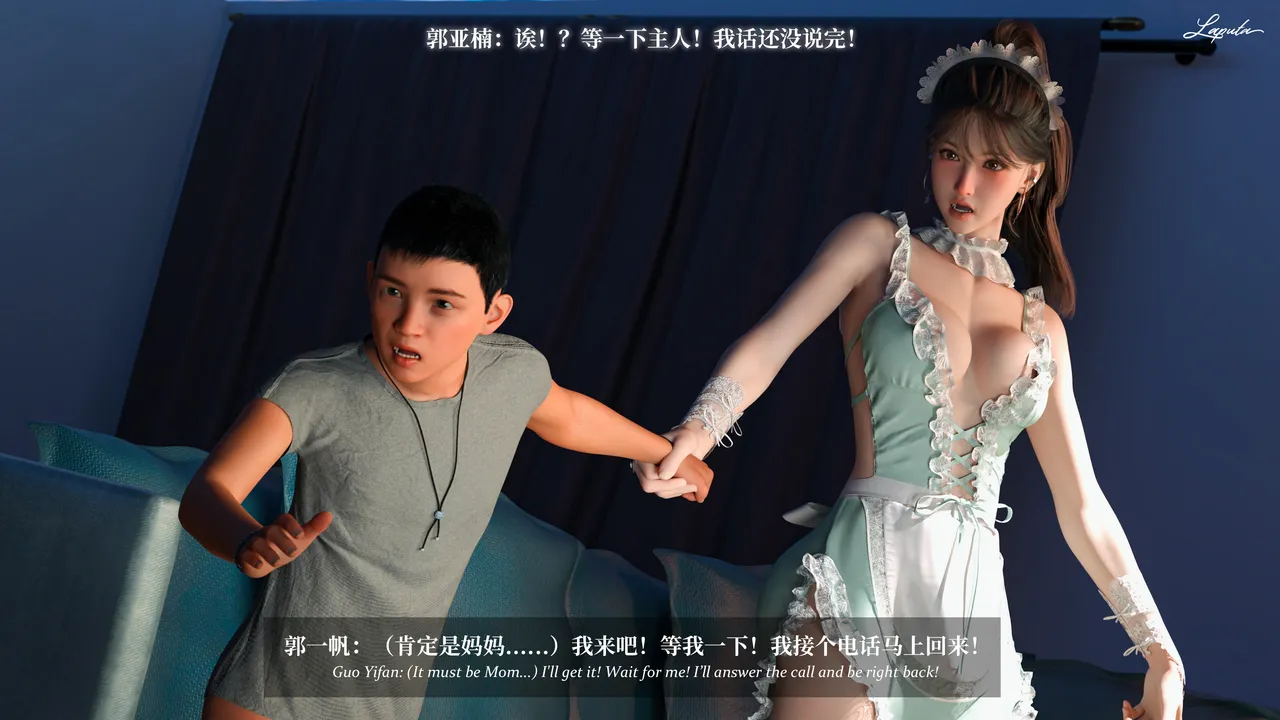 郭亚楠：诶！？等一下主人！我话还没说完！
Laputa
郭一帆：（肯定是妈妈……）我来吧！等我一下！我接个电话马上回来！
Guo Yifan: (It must be Mom...) I'll get it! Wait for me! I'll answer the call and be right back!